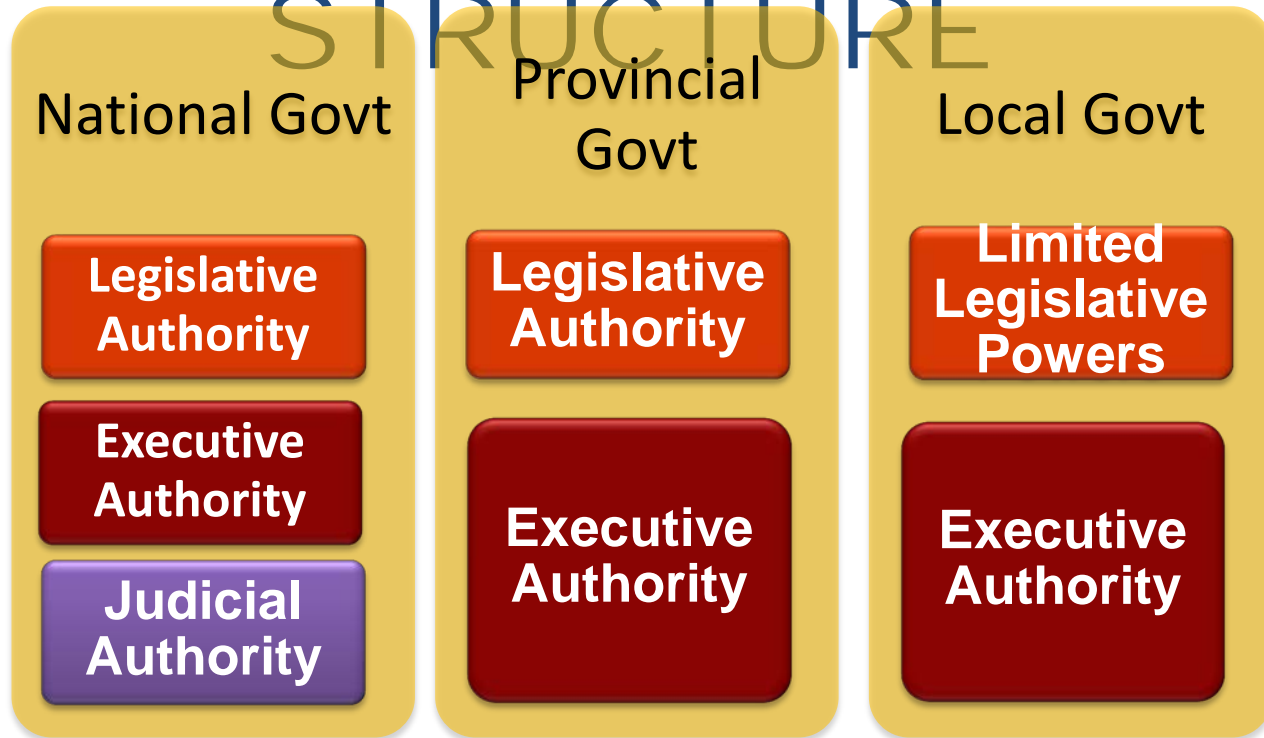 STRUCTURE
National Govt
Legislative
Authority
Executive
Authority
Judicial
Authority
Provincial
Govt
Legislative
Authority
Executive
Authority
Local Govt
Limited
Legislative
Powers
Executive
Authority